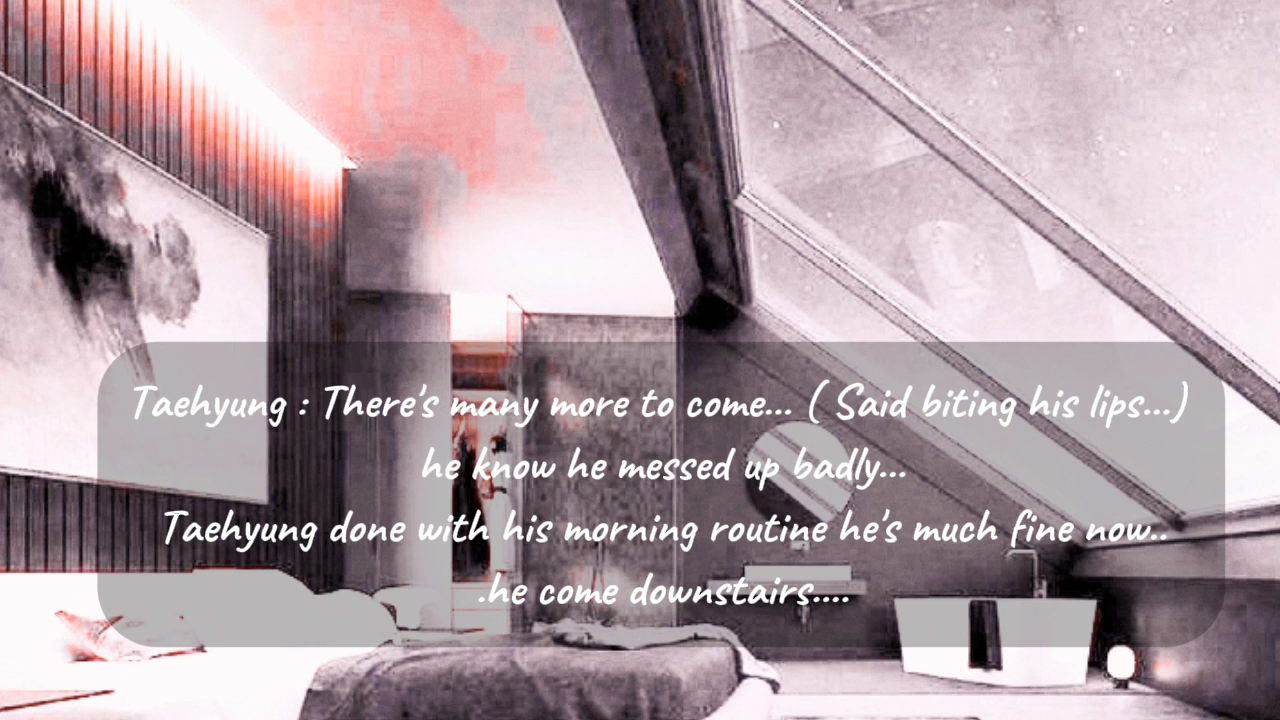 Taehyung : There's many more to come... ( Said biting his lips...)
he know he messed up badly...
Taehyung done with his morning routine he's much fine now..
.he come downstairs....